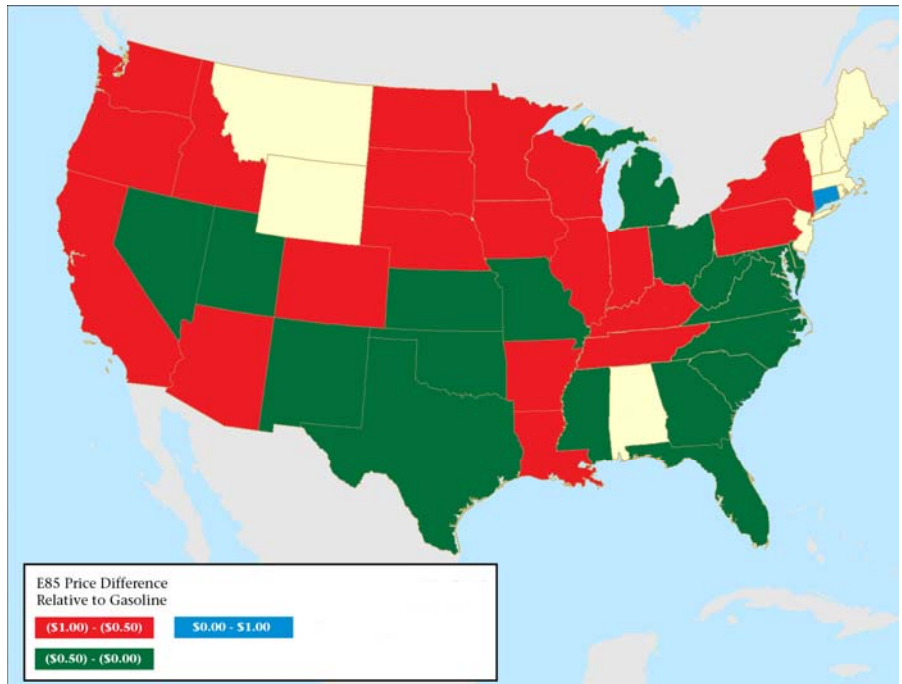 E85 Price Difference
Relative to Gasoline
($1.00) - ($0.50)
$0.00 - $1.00
($0.50) - ($0.00)